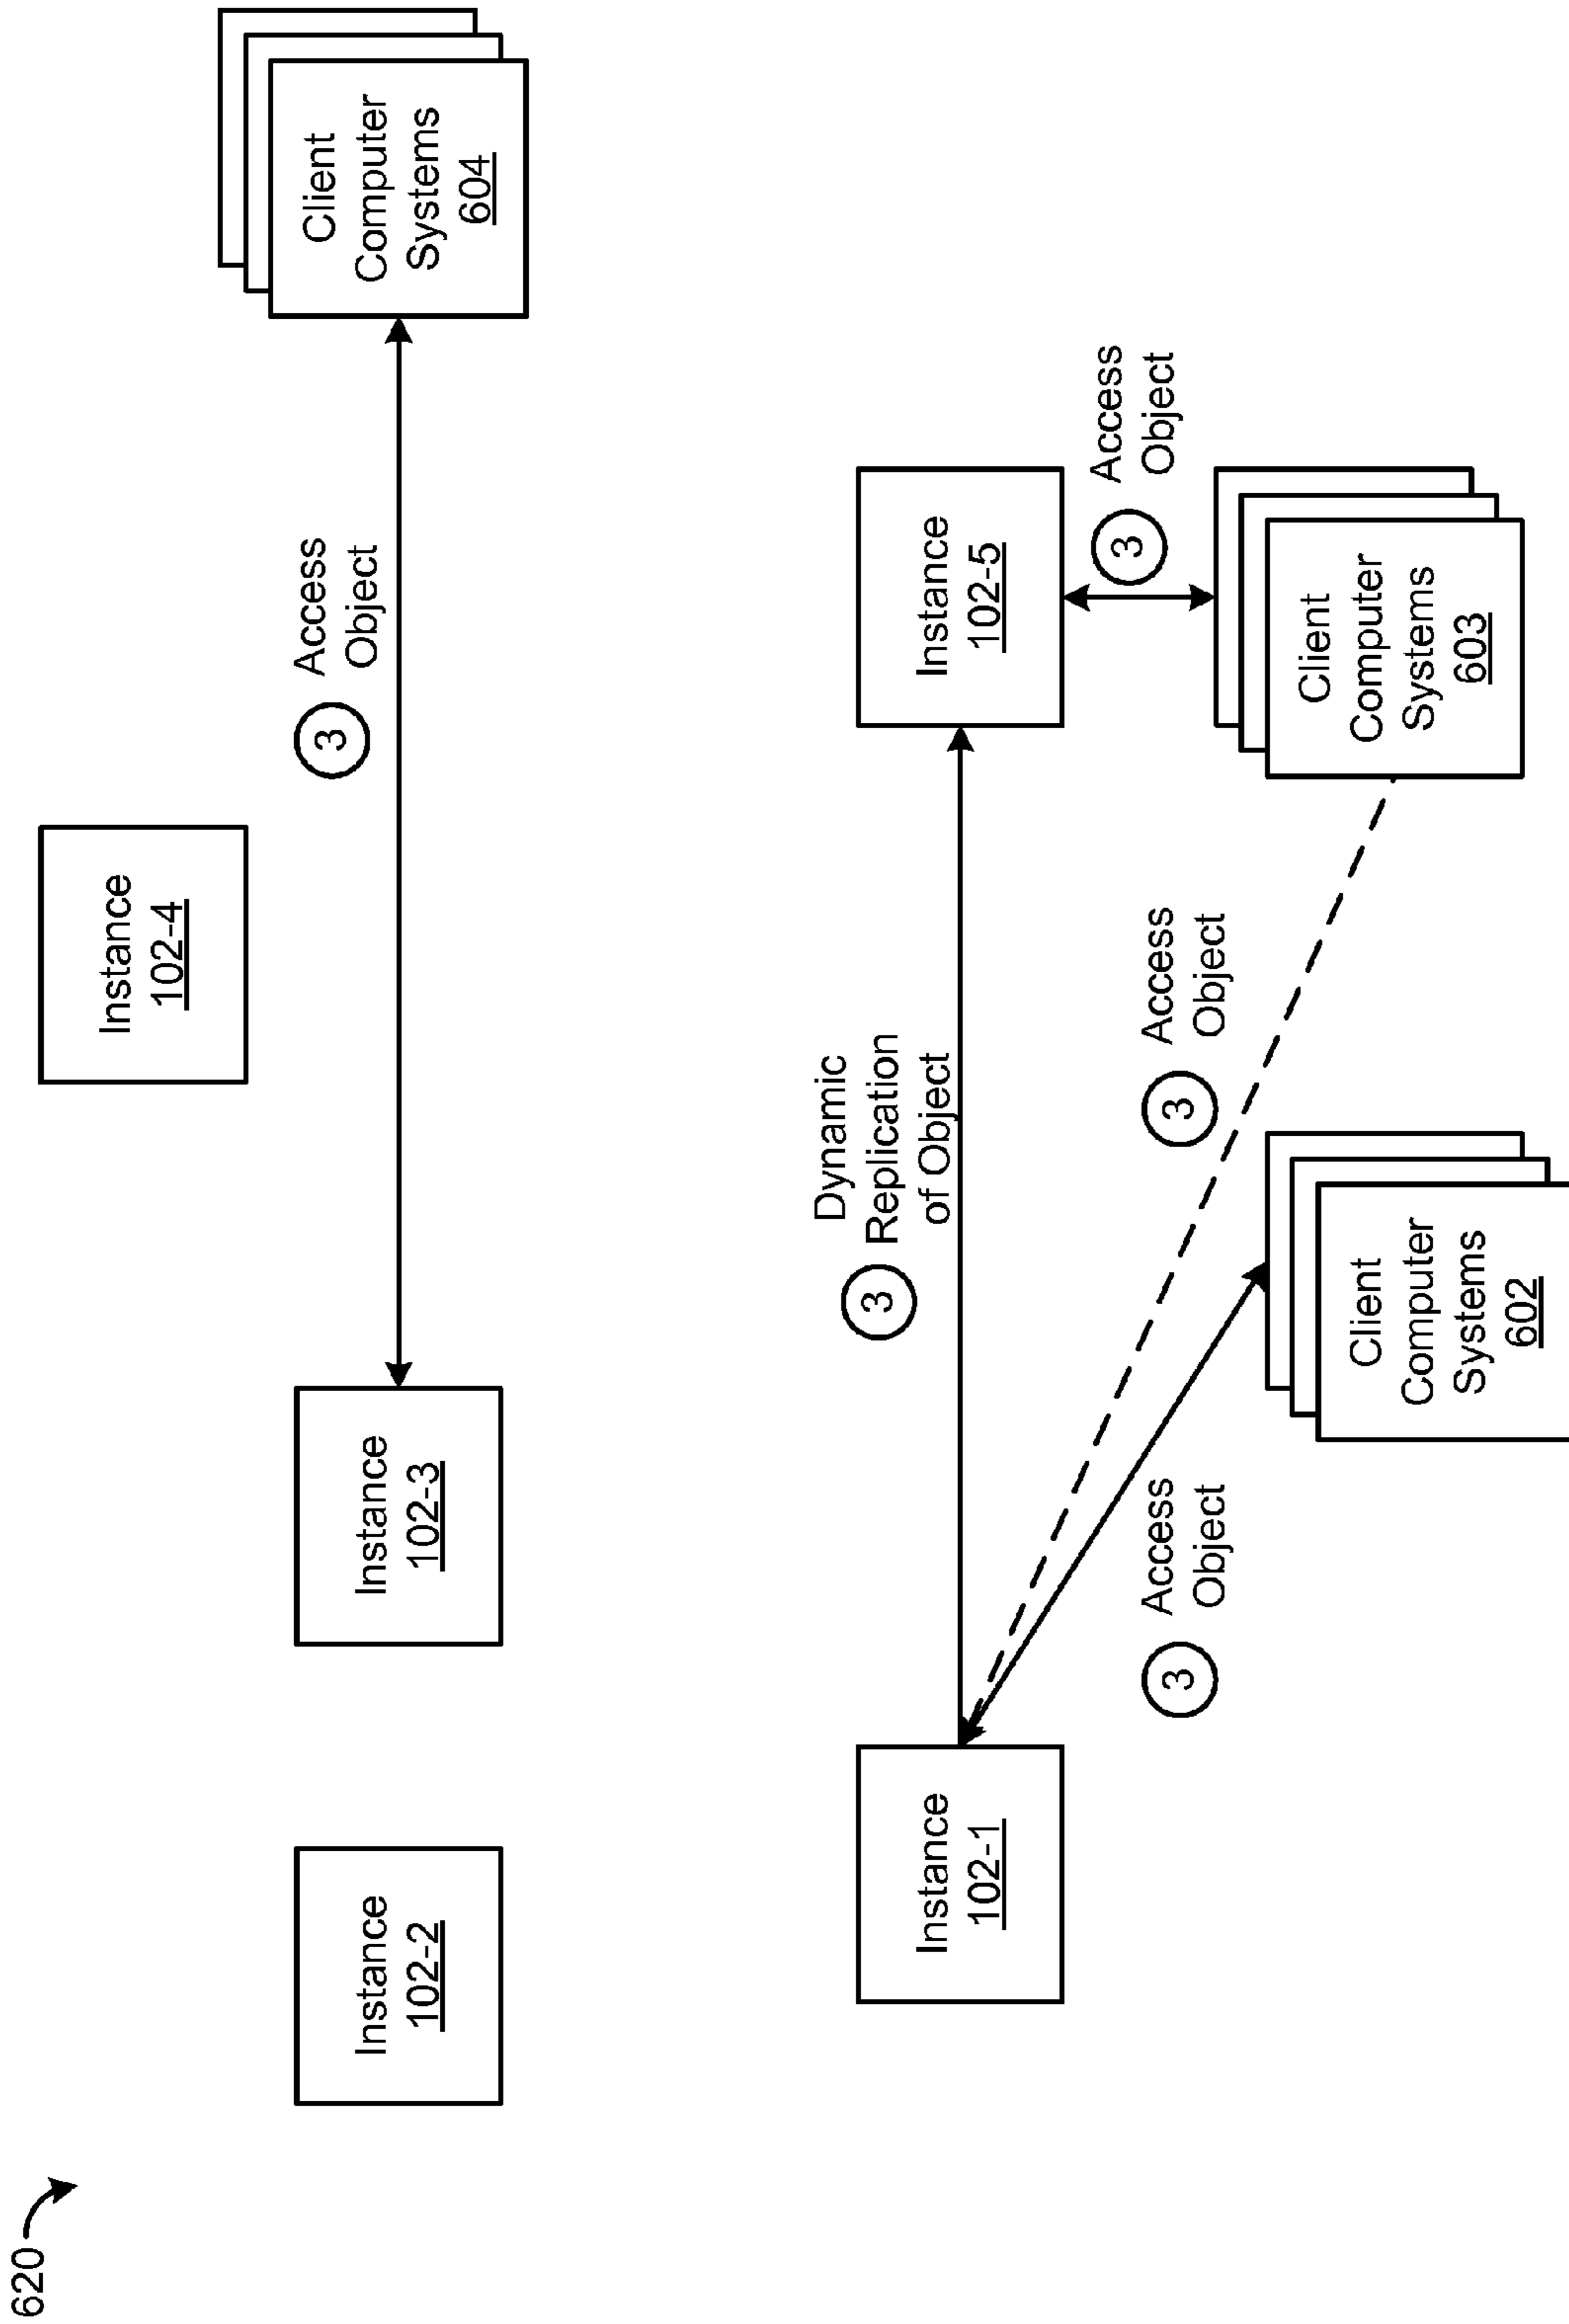 620
Instance
102-4
Client
Computer
Systems
604
3
Access
Object
Instance
102-2
Instance
102-3
Dynamic
3
Replication
of Object
Instance
102-1
Instance
102-5
3
Access
Object
3
Access
Object
3
Access
Object
Client
Computer
Systems
603
Client
Computer
Systems
602